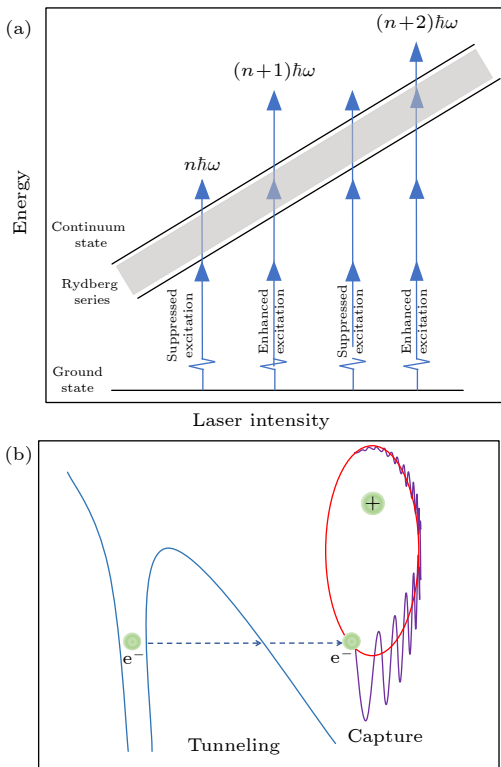 (a)
(n+2)ħω
(n+1)ħω
nħω
Energy
Continuum
state
Rydberg
series
Ground
state
Suppressed
excitation
Enhanced
excitation
Suppressed
excitation
Enhanced
excitation
Laser intensity
(b)
+
e⁻
e⁻
Tunneling
Capture